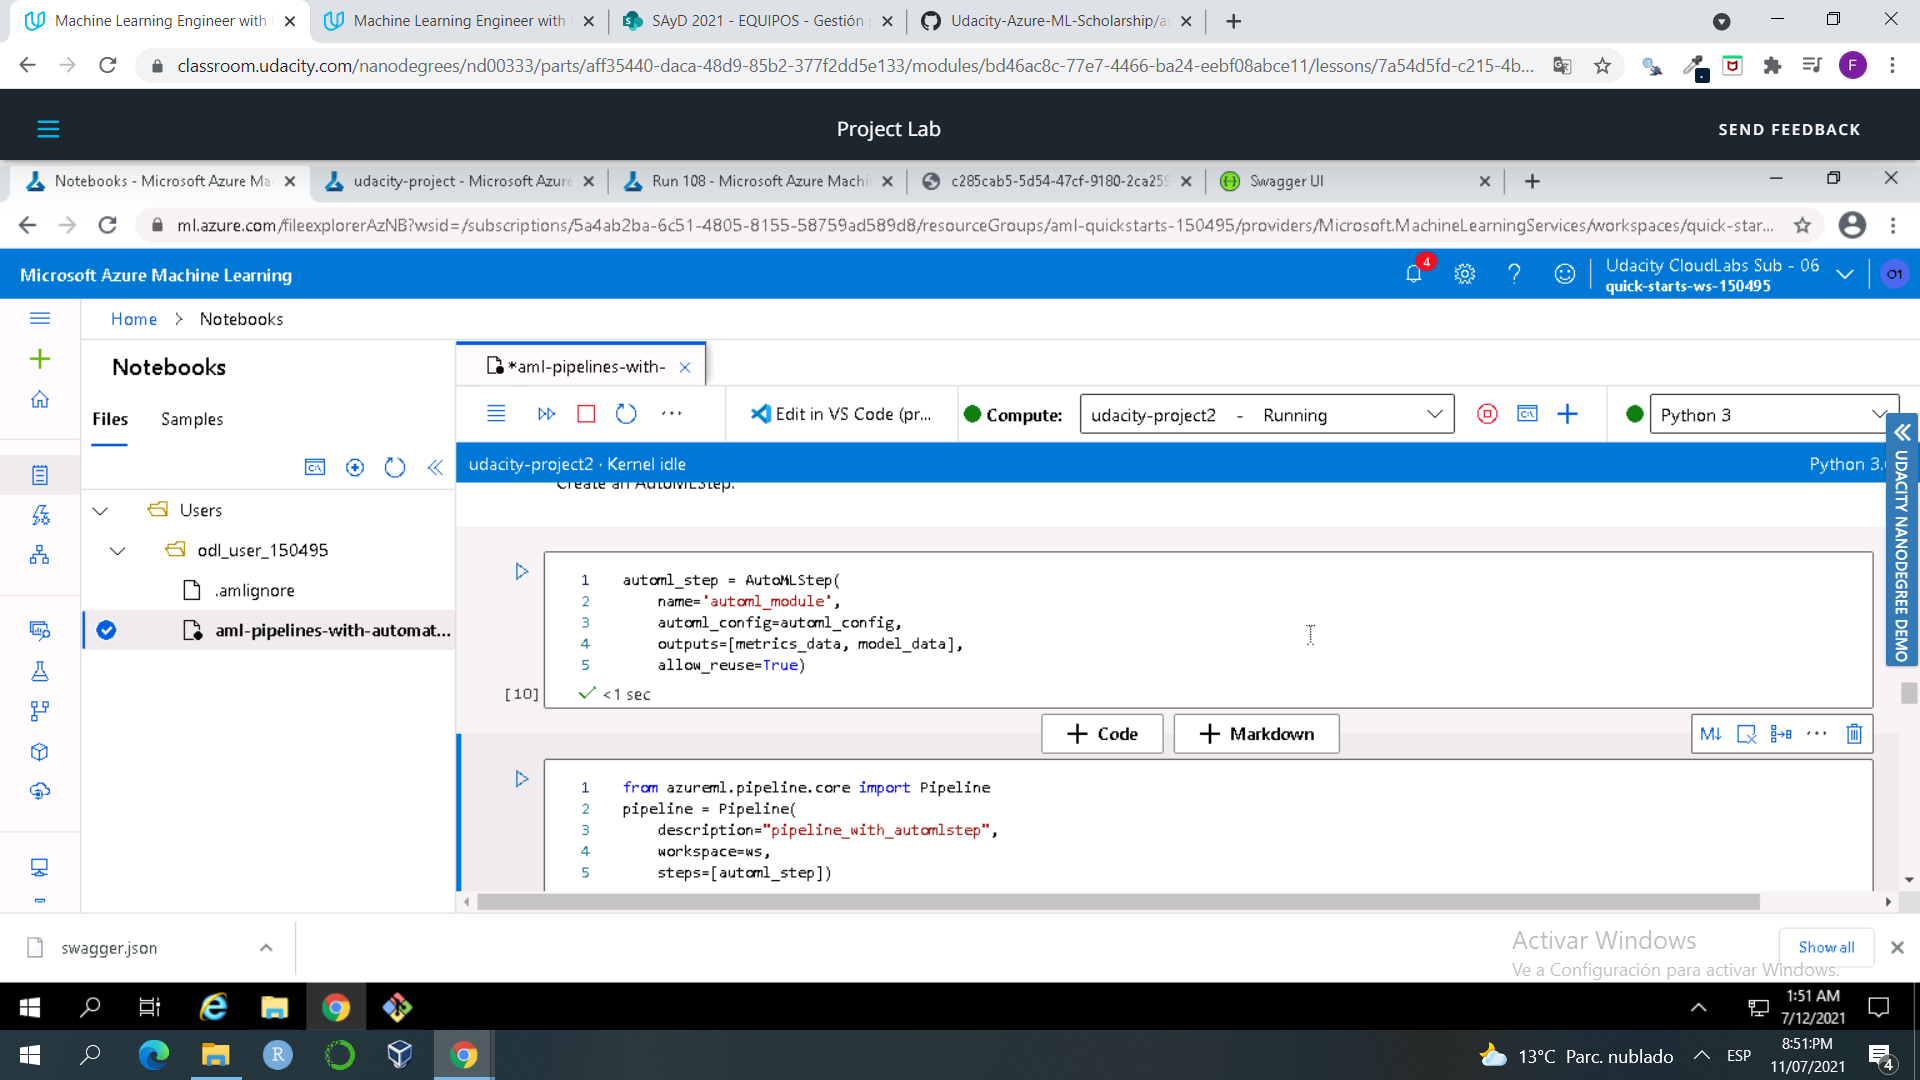 Machine Learning Engineer with
Machine Learning Engineer with
SAyD 2021 - EQUIPOS - Gestión
Udacity-Azure-ML-Scholarship/a
classroom.udacity.com/nanodegrees/nd00333/parts/aff35440-daca-48d9-85b2-377f2dd5e133/modules/bd46ac8c-77e7-4466-ba24-eebf08abce11/lessons/7a54d5fd-c215-4b...
F
Project Lab
SEND FEEDBACK
Notebooks - Microsoft Azure Ma
udacity-project - Microsoft Azure
Run 108 - Microsoft Azure Machi
c285cab5-5d54-47cf-9180-2ca259
Swagger UI
ml.azure.com/fileexplorerAzNB?wsid=/subscriptions/5a4ab2ba-6c51-4805-8155-58759ad589d8/resourceGroups/aml-quickstarts-150495/providers/Microsoft.MachineLearningServices/workspaces/quick-star...
Microsoft Azure Machine Learning
4
Udacity CloudLabs Sub - 06
quick-starts-ws-150495
O1
Home > Notebooks
Notebooks
*aml-pipelines-with-
Files
Samples
Edit in VS Code (pr...
Compute:
udacity-project2 - Running
Python 3
udacity-project2 · Kernel idle
Python 3.
UDACITY NANODEGREE DEMO
Users
odl_user_150495
.amlignore
aml-pipelines-with-automat...
Create an AutoMLStep.
1 automl_step = AutoMLStep(
2 name='automl_module',
3 automl_config=automl_config,
4 outputs=[metrics_data, model_data],
5 allow_reuse=True)
[10]
<1 sec
+ Code
+ Markdown
M↓
1 from azureml.pipeline.core import Pipeline
2 pipeline = Pipeline(
3 description="pipeline_with_automlstep",
4 workspace=ws,
5 steps=[automl_step])
swagger.json
Activar Windows
Ve a Configuración para activar Windows.
Show all
1:51 AM
7/12/2021
13°C Parc. nublado
ESP
8:51:PM
11/07/2021
4